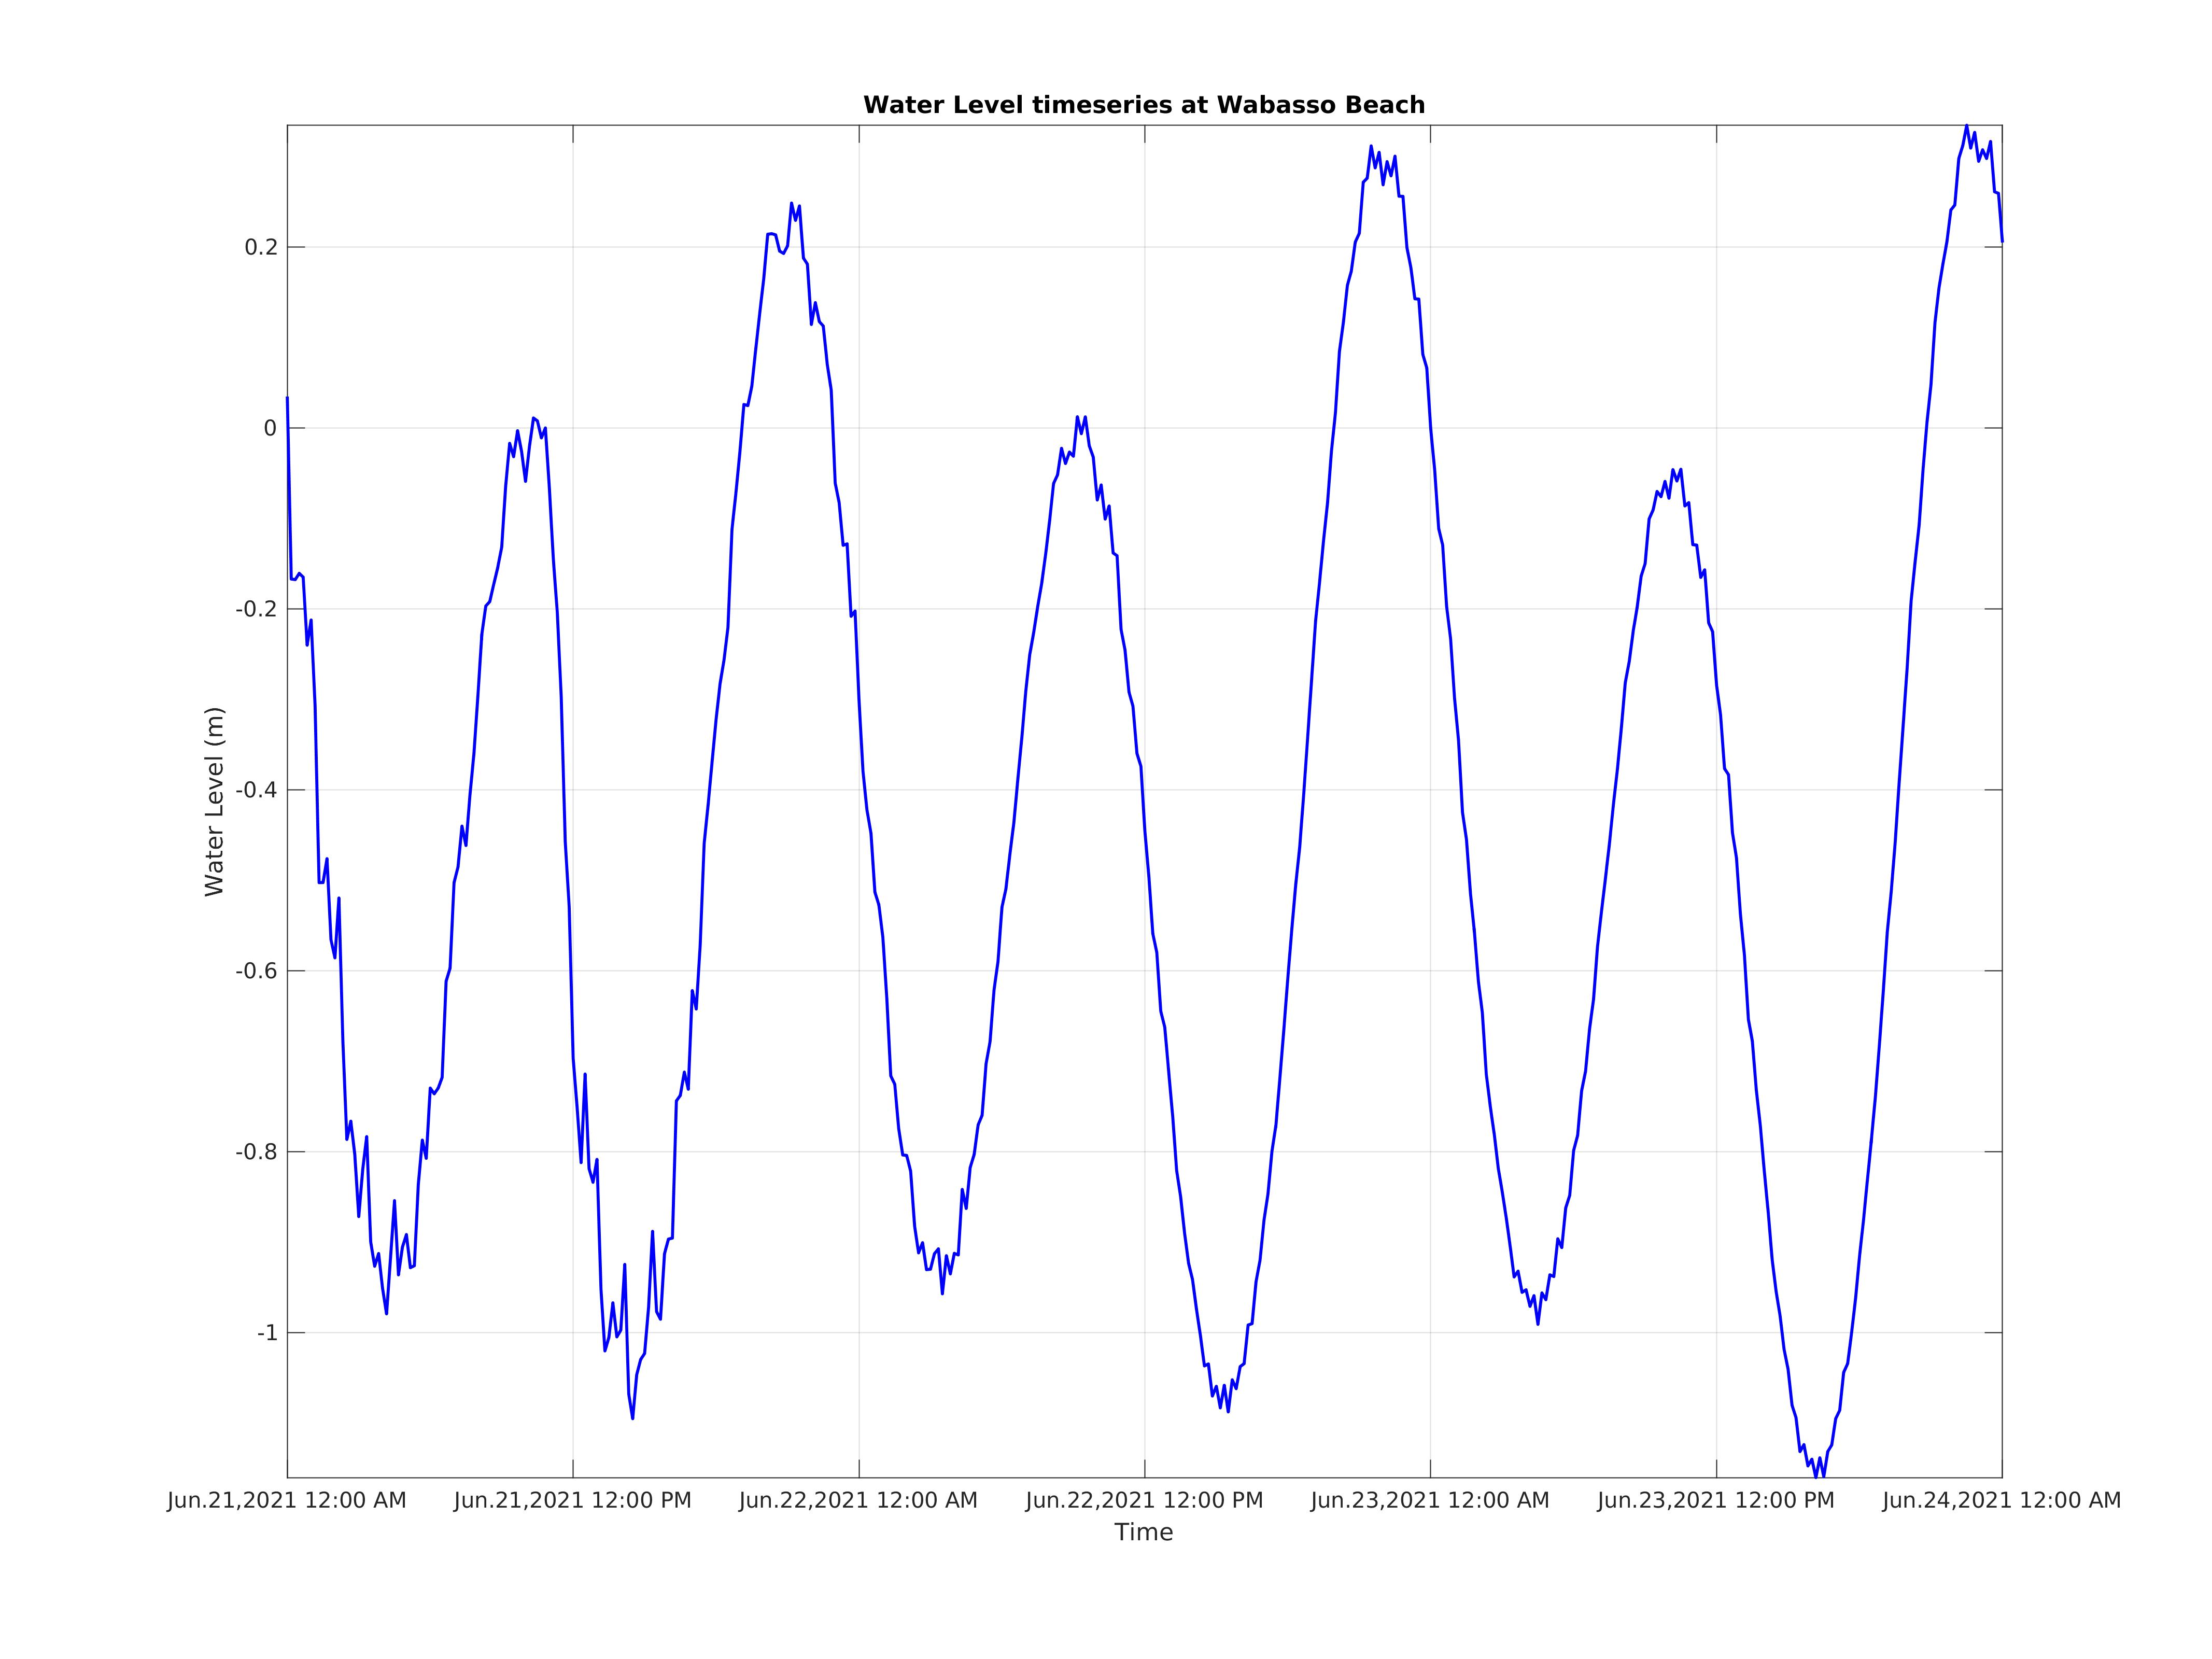 Water Level timeseries at Wabasso Beach
0.2
0
-0.2
-0.4
-0.6
-0.8
-1
Water Level (m)
Jun.21,2021 12:00 AM Jun.21,2021 12:00 PM Jun.22,2021 12:00 AM Jun.22,2021 12:00 PM Jun.23,2021 12:00 AM Jun.23,2021 12:00 PM Jun.24,2021 12:00 AM
Time